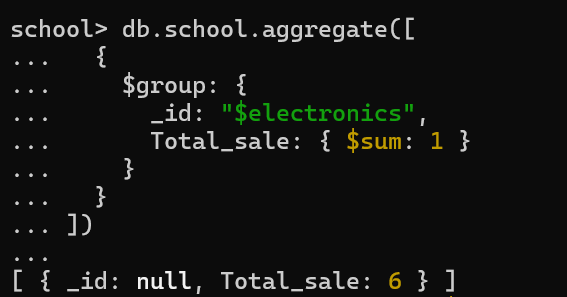 school> db.school.aggregate([
...   {
...     $group: {
...       _id: "$electronics",
...       Total_sale: { $sum: 1 }
...     }
...   }
... ])
...
[ { _id: null, Total_sale: 6 } ]